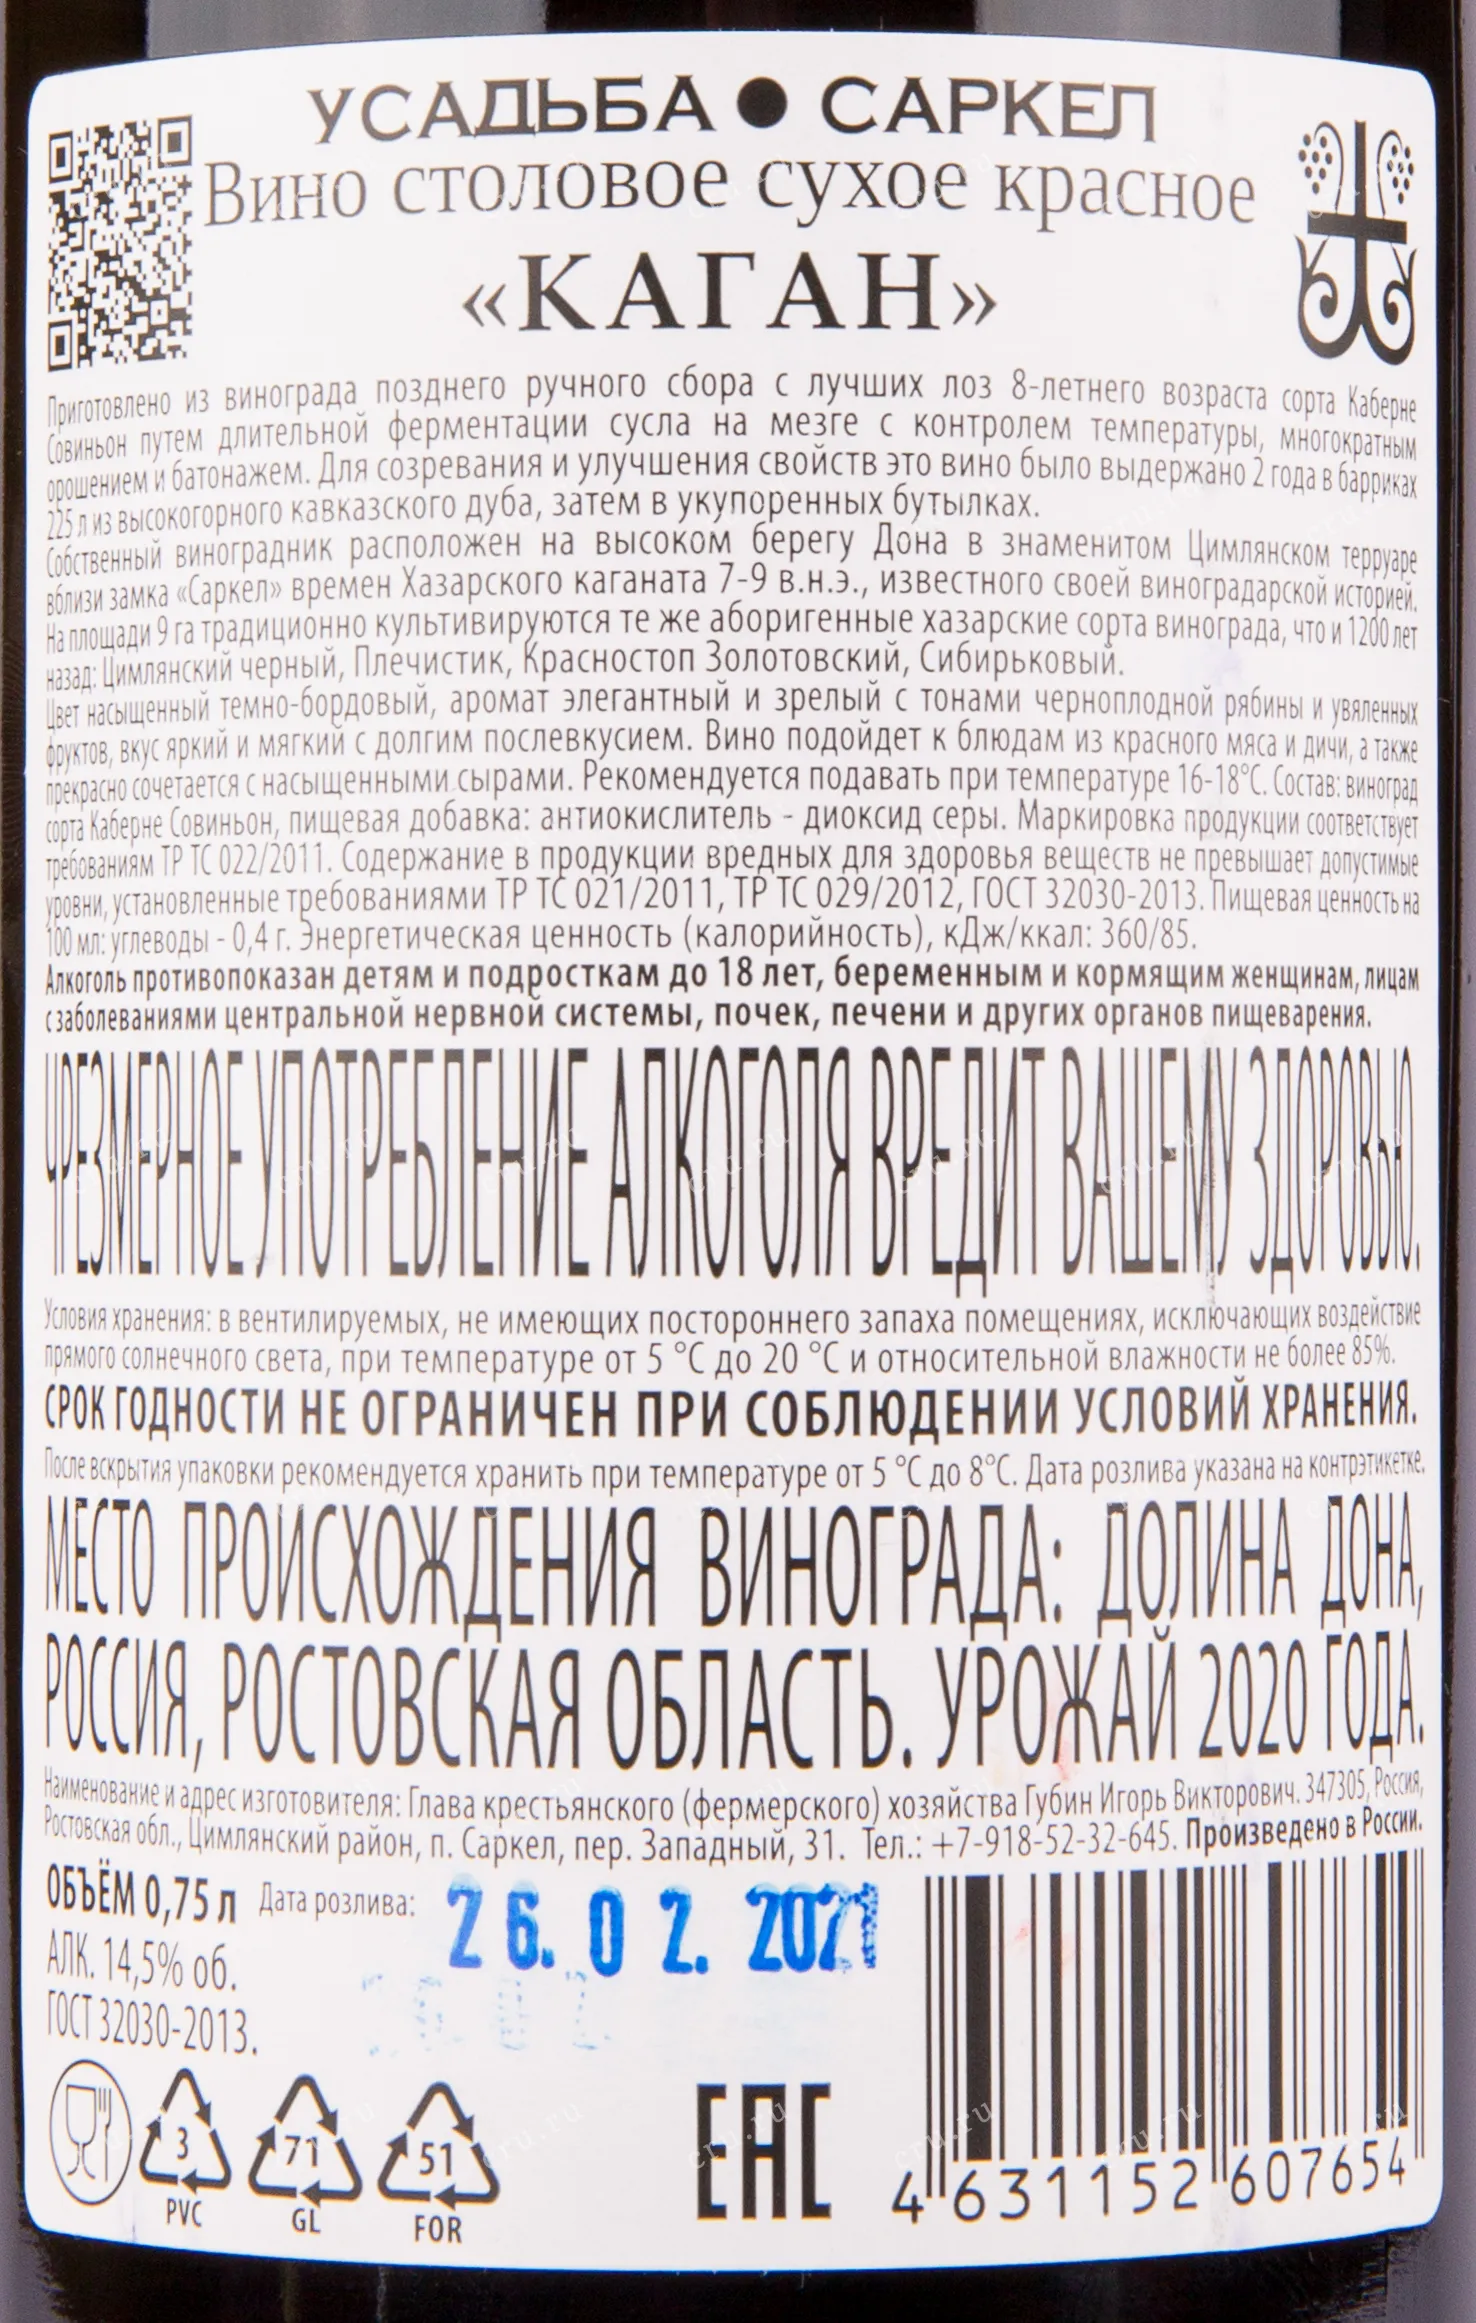 УСАДЬБА • САРКЕЛ
Вино столовое сухое красное
«КАГАН»
Приготовлено из винограда позднего ручного сбора с лучших лоз 8-летнего возраста сорта Каберне
Совиньон путем длительной ферментации сусла на мезге с контролем температуры, многократным
орошением и батонажем. Для созревания и улучшения свойств это вино было выдержано 2 года в барриках
225 л из высокогорного кавказского дуба, затем в укупоренных бутылках.
Собственный виноградник расположен на высоком берегу Дона в знаменитом Цимлянском терруаре
вблизи замка «Саркел» времен Хазарского каганата 7-9 в.н.э., известного своей виноградарской историей.
На площади 9 га традиционно культивируются те же аборигенные хазарские сорта винограда, что и 1200 лет
назад: Цимлянский черный, Плечистик, Красностоп Золотовский, Сибирьковый.
Цвет насыщенный темно-бордовый, аромат элегантный и зрелый с тонами черноплодной рябины и увяленных
фруктов, вкус яркий и мягкий с долгим послевкусием. Вино подойдет к блюдам из красного мяса и дичи, а также
прекрасно сочетается с насыщенными сырами. Рекомендуется подавать при температуре 16-18°С. Состав: виноград
сорта Каберне Совиньон, пищевая добавка: антиокислитель - диоксид серы. Маркировка продукции соответствует
требованиям ТР ТС 022/2011. Содержание в продукции вредных для здоровья веществ не превышает допустимые
уровни, установленные требованиями ТР ТС 021/2011, ТР ТС 029/2012, ГОСТ 32030-2013. Пищевая ценность на
100 мл: углеводы - 0,4 г. Энергетическая ценность (калорийность), кДж/ккал: 360/85.
Алкоголь противопоказан детям и подросткам до 18 лет, беременным и кормящим женщинам, лицам
с заболеваниями центральной нервной системы, почек, печени и других органов пищеварения.
ЧРЕЗМЕРНОЕ УПОТРЕБЛЕНИЕ АЛКОГОЛЯ ВРЕДИТ ВАШЕМУ ЗДОРОВЬЮ.
Условия хранения: в вентилируемых, не имеющих постороннего запаха помещениях, исключающих воздействие
прямого солнечного света, при температуре от 5 °С до 20 °С и относительной влажности не более 85%.
СРОК ГОДНОСТИ НЕ ОГРАНИЧЕН ПРИ СОБЛЮДЕНИИ УСЛОВИЙ ХРАНЕНИЯ.
После вскрытия упаковки рекомендуется хранить при температуре от 5 °С до 8°С. Дата розлива указана на контрэтикетке.
МЕСТО ПРОИСХОЖДЕНИЯ ВИНОГРАДА: ДОЛИНА ДОНА,
РОССИЯ, РОСТОВСКАЯ ОБЛАСТЬ. УРОЖАЙ 2020 ГОДА.
Наименование и адрес изготовителя: Глава крестьянского (фермерского) хозяйства Губин Игорь Викторович. 347305, Россия,
Ростовская обл., Цимлянский район, п. Саркел, пер. Западный, 31. Тел.: +7-918-52-32-645. Произведено в России.
ОБЪЁМ 0,75 л Дата розлива: 26.02.2021
АЛК. 14,5% об.
ГОСТ 32030-2013.
3 71 51
PVC GL FOR
EAC
4 631152 607654